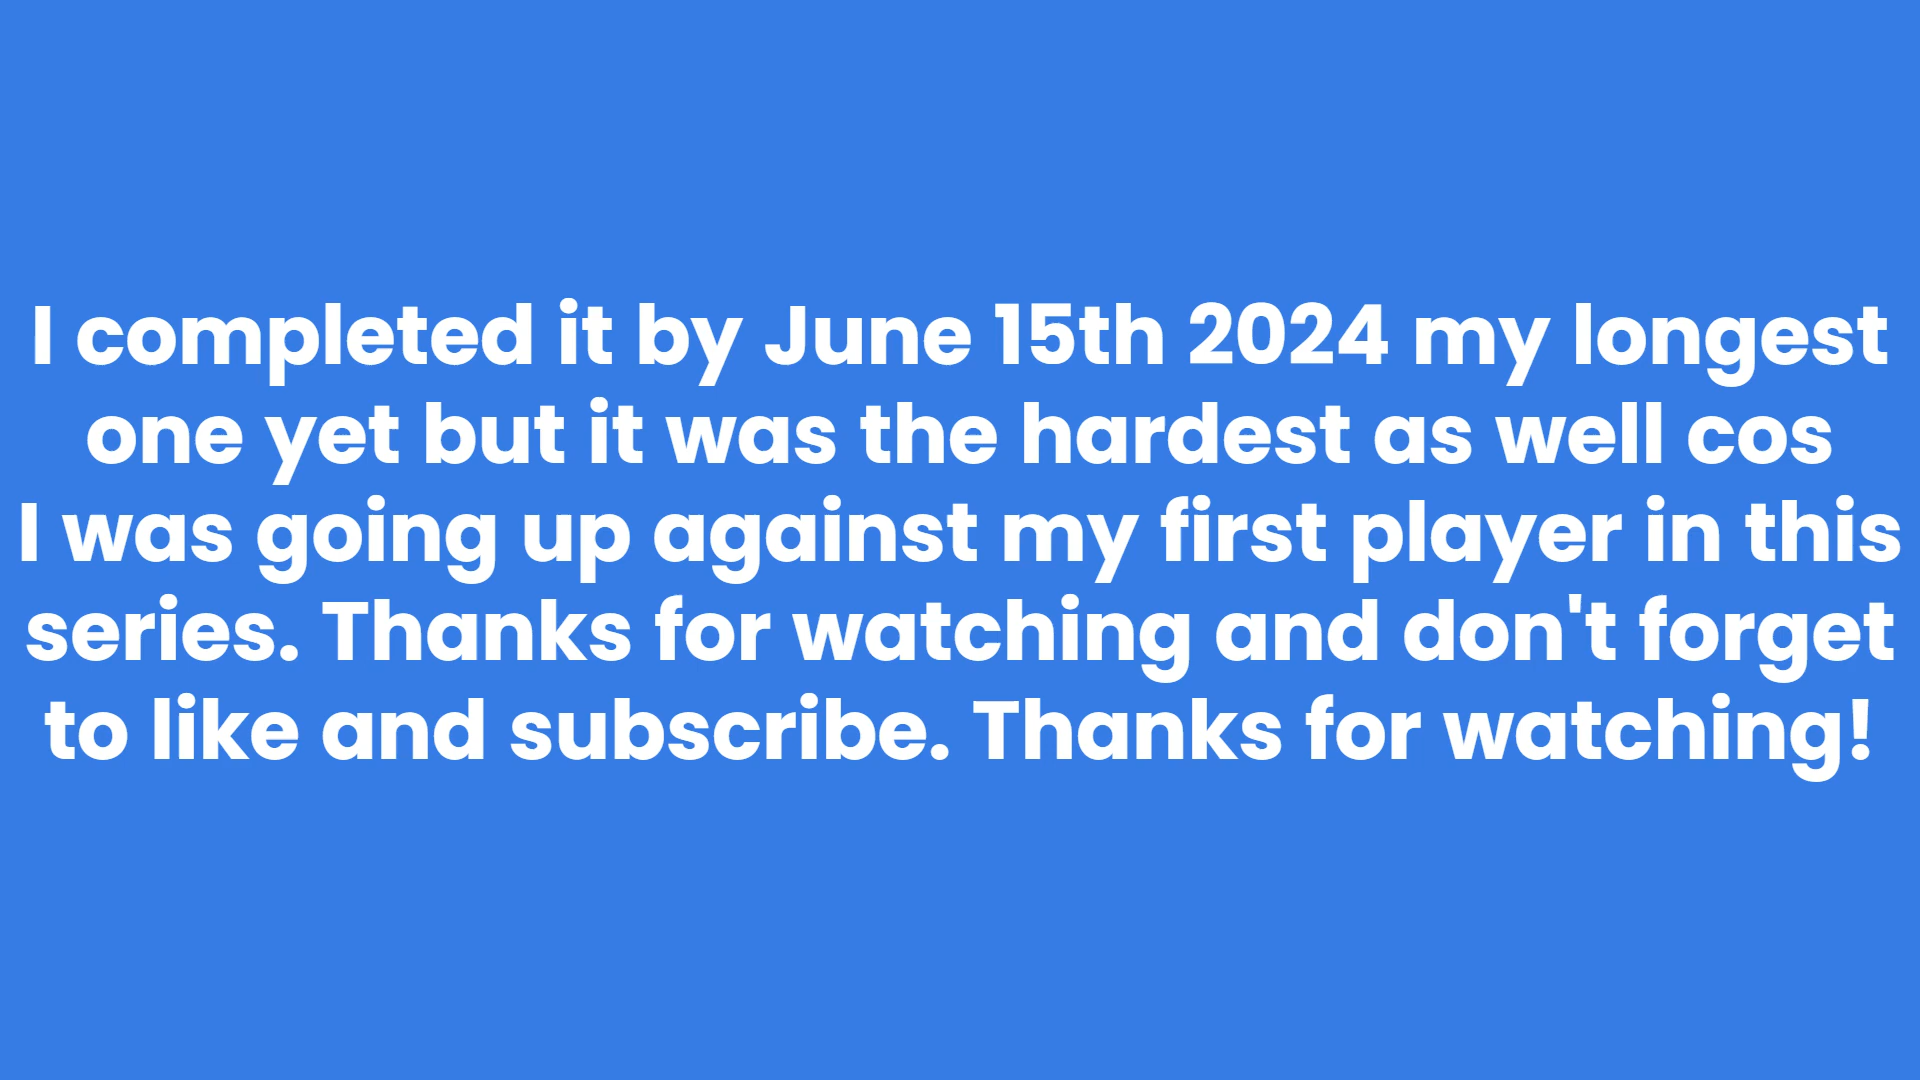 I completed it by June 15th 2024 my longest
one yet but it was the hardest as well cos
I was going up against my first player in this
series. Thanks for watching and don't forget
to like and subscribe. Thanks for watching!